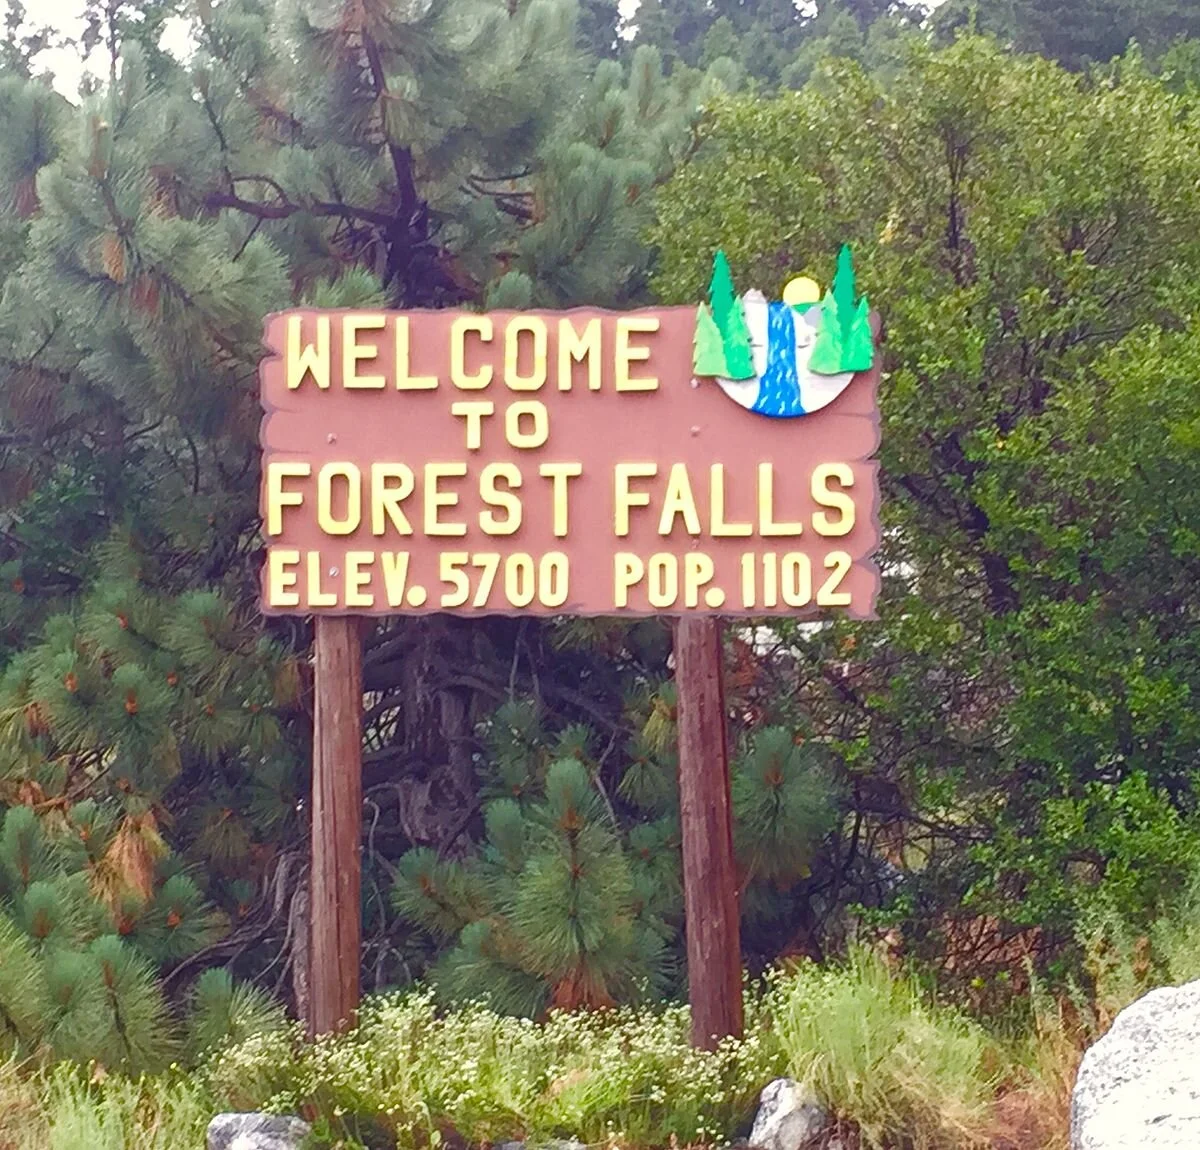 WELCOME
TO
FOREST FALLS
ELEV. 5700 POP. 1102